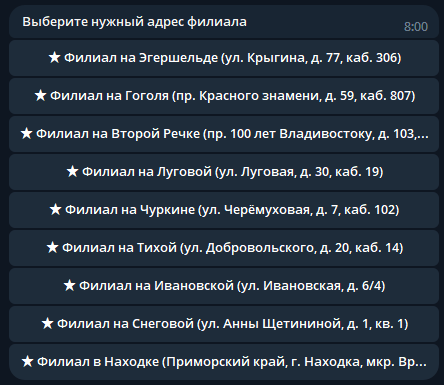 Выберите нужный адрес филиала
8:00
★ Филиал на Эгершельде (ул. Крыгина, д. 77, каб. 306)
★ Филиал на Гоголя (пр. Красного знамени, д. 59, каб. 807)
★ Филиал на Второй Речке (пр. 100 лет Владивостоку, д. 103,...
★ Филиал на Луговой (ул. Луговая, д. 30, каб. 19)
★ Филиал на Чуркине (ул. Черёмуховая, д. 7, каб. 102)
★ Филиал на Тихой (ул. Добровольского, д. 20, каб. 14)
★ Филиал на Ивановской (ул. Ивановская, д. 6/4)
★ Филиал на Снеговой (ул. Анны Щетининой, д. 1, кв. 1)
★ Филиал в Находке (Приморский край, г. Находка, мкр. Вр...